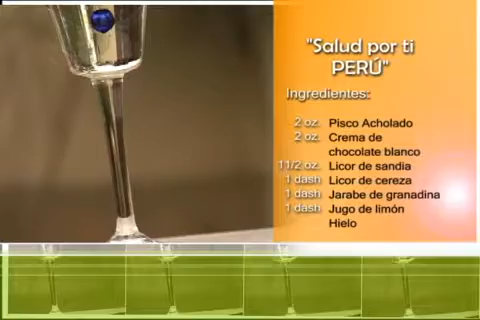 "Salud por ti
PERÚ"
Ingredientes:
2 oz. Pisco Acholado
2 oz. Crema de
chocolate blanco
11/2 oz. Licor de sandia
1 dash Licor de cereza
1 dash Jarabe de granadina
1 dash Jugo de limón
Hielo